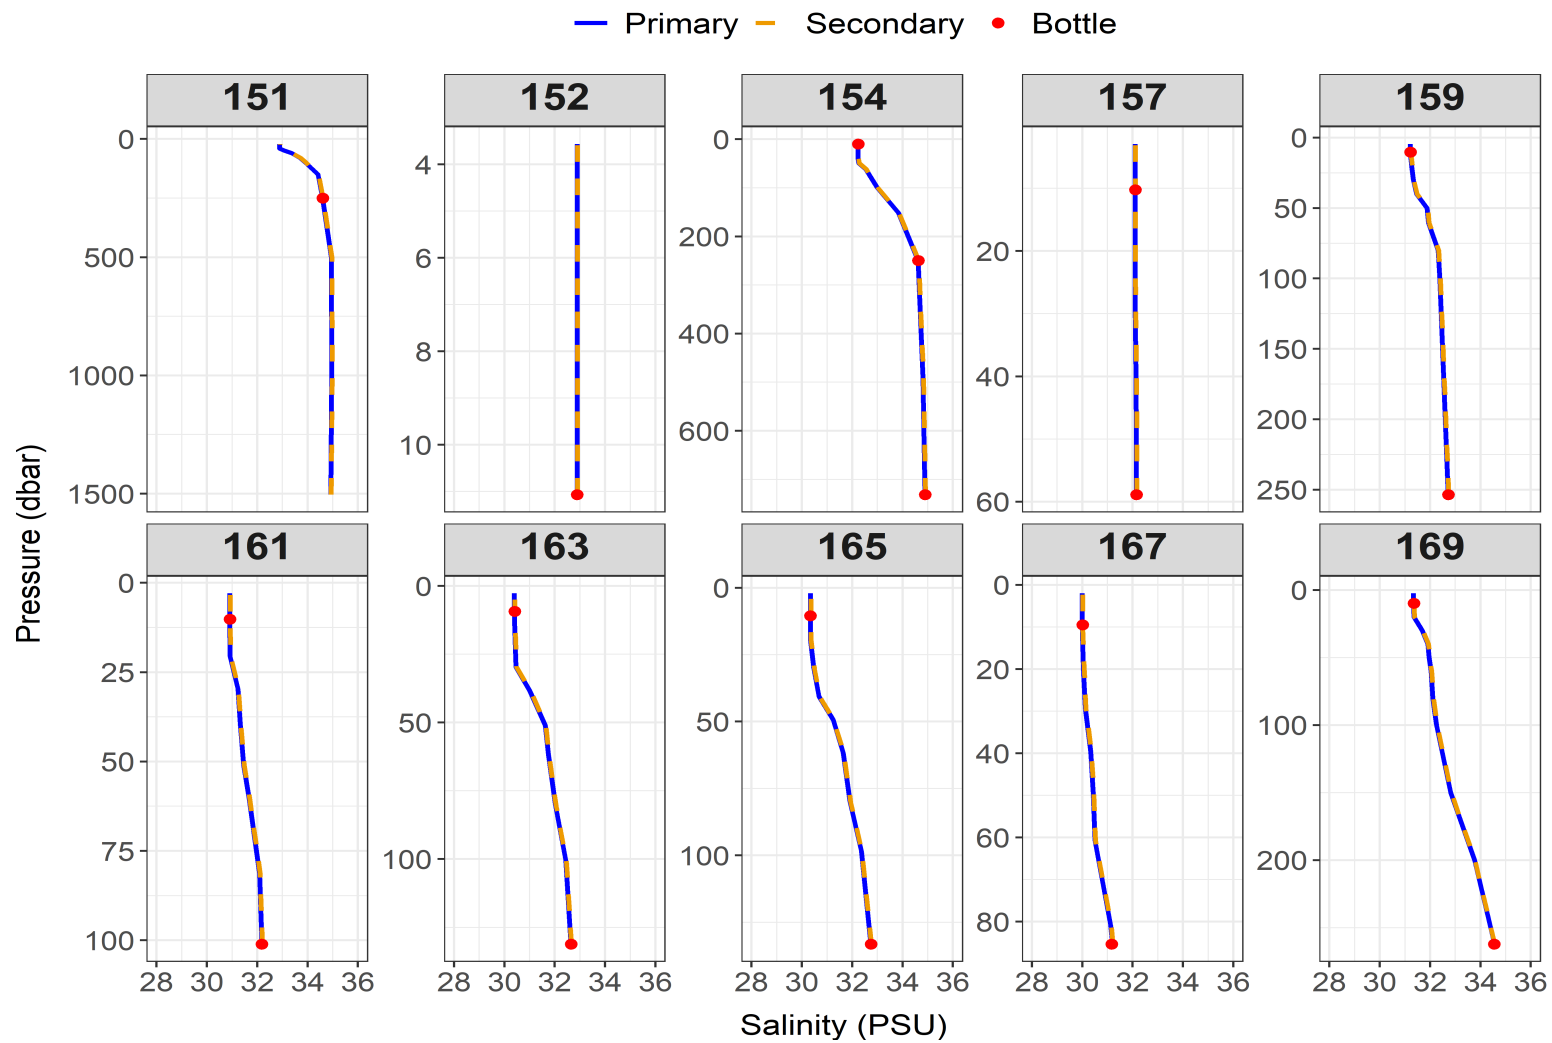 Primary Secondary Bottle
151 152 154 157 159
0 500 1000 1500
4 6 8 10
0 200 400 600
20 40 60
0 50 100 150 200 250
Pressure (dbar)
161 163 165 167 169
0 25 50 75 100
0 50 100
0 50 100
0 20 40 60 80
0 100 200
28 30 32 34 36 28 30 32 34 36 28 30 32 34 36 28 30 32 34 36 28 30 32 34 36
Salinity (PSU)